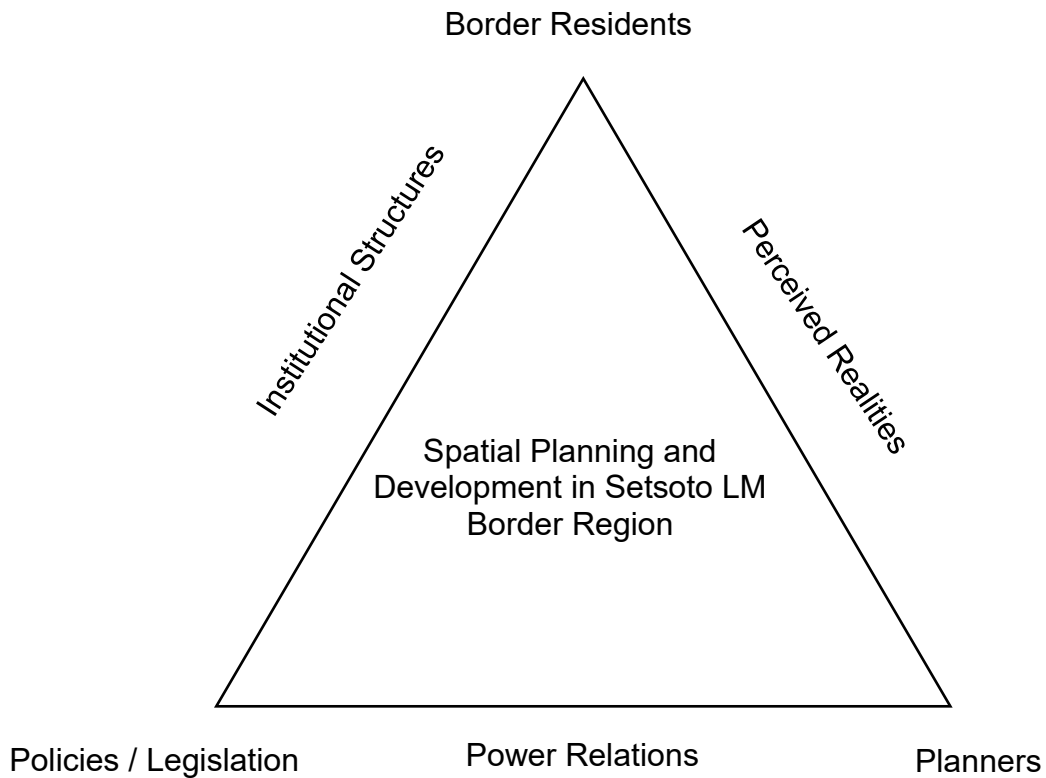 Border Residents
Institutional Structures
Perceived Realities
Spatial Planning and
Development in Setsoto LM
Border Region
Policies / Legislation
Power Relations
Planners